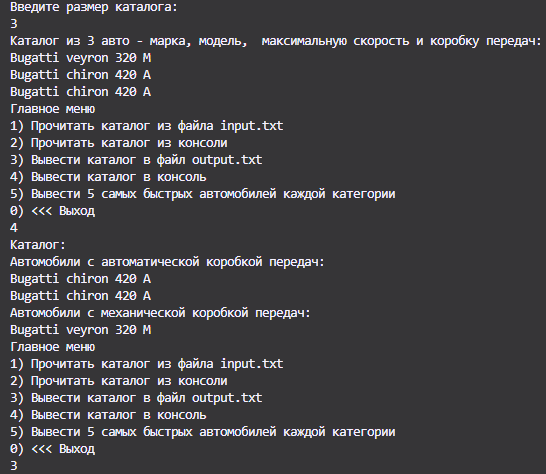 Введите размер каталога:
3
Каталог из 3 авто - марка, модель,  максимальную скорость и коробку передач:
Bugatti veyron 320 M
Bugatti chiron 420 A
Bugatti chiron 420 A
Главное меню
1) Прочитать каталог из файла input.txt
2) Прочитать каталог из консоли
3) Вывести каталог в файл output.txt
4) Вывести каталог в консоль
5) Вывести 5 самых быстрых автомобилей каждой категории
0) <<< Выход
4
Каталог:
Автомобили с автоматической коробкой передач:
Bugatti chiron 420 A
Bugatti chiron 420 A
Автомобили с механической коробкой передач:
Bugatti veyron 320 M
Главное меню
1) Прочитать каталог из файла input.txt
2) Прочитать каталог из консоли
3) Вывести каталог в файл output.txt
4) Вывести каталог в консоль
5) Вывести 5 самых быстрых автомобилей каждой категории
0) <<< Выход
3